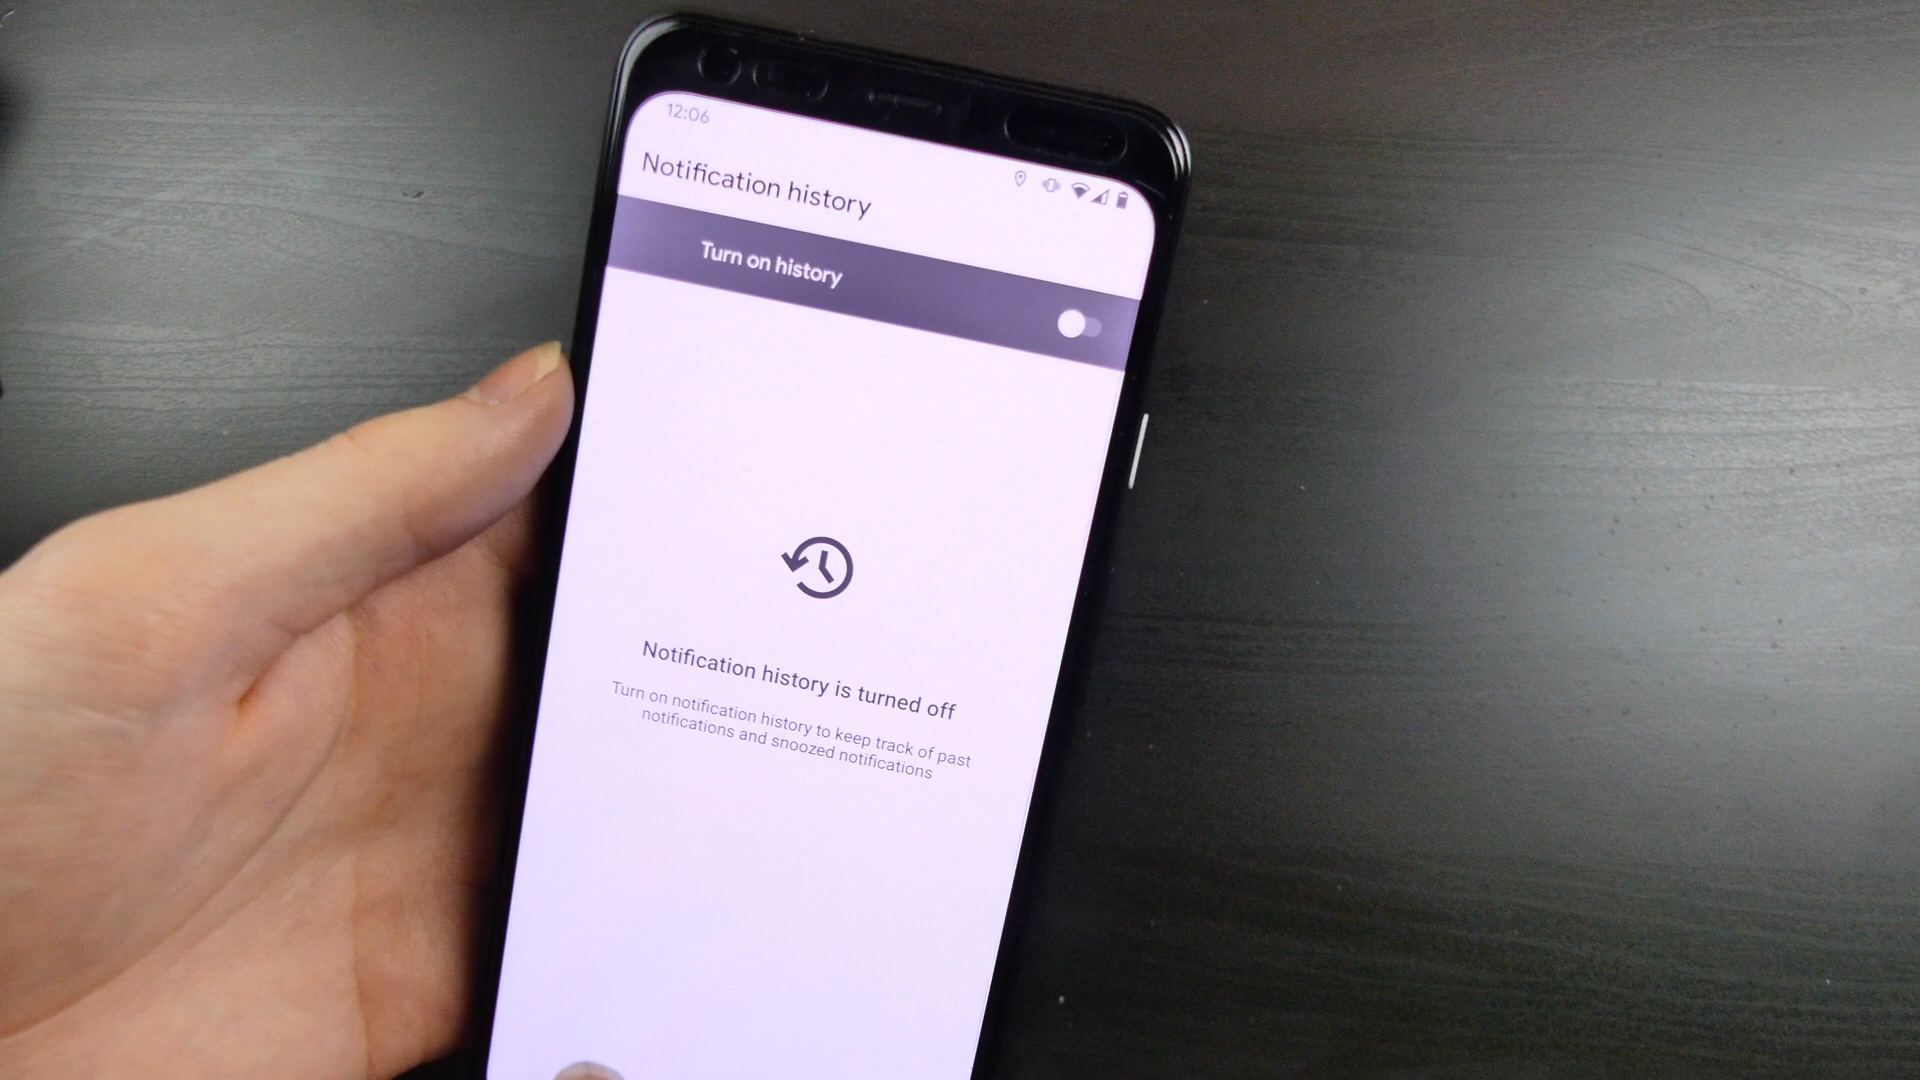 12:06
Notification history
Turn on history
Notification history is turned off
Turn on notification history to keep track of past
notifications and snoozed notifications